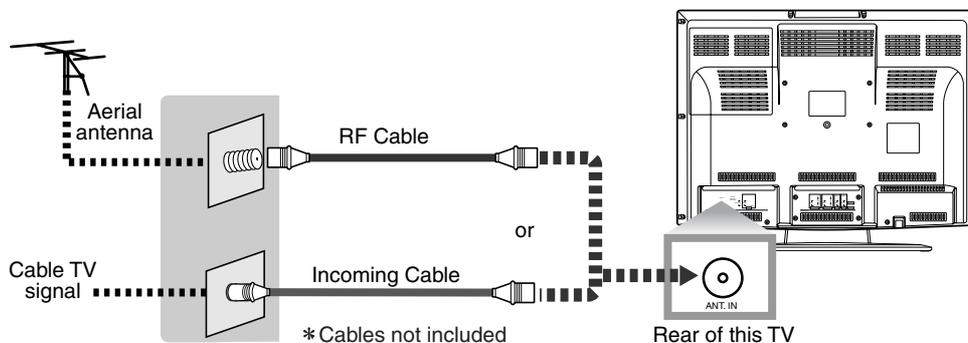 Aerial
antenna
RF Cable
or
Cable TV
signal
Incoming Cable
ANT. IN
*Cables not included
Rear of this TV